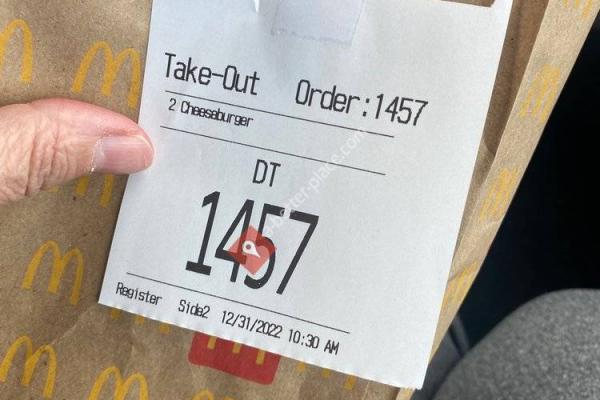 Take-Out Order:1457
2 Cheeseburger
DT
1457
Register Side2 12/31/2022 10:30 AM